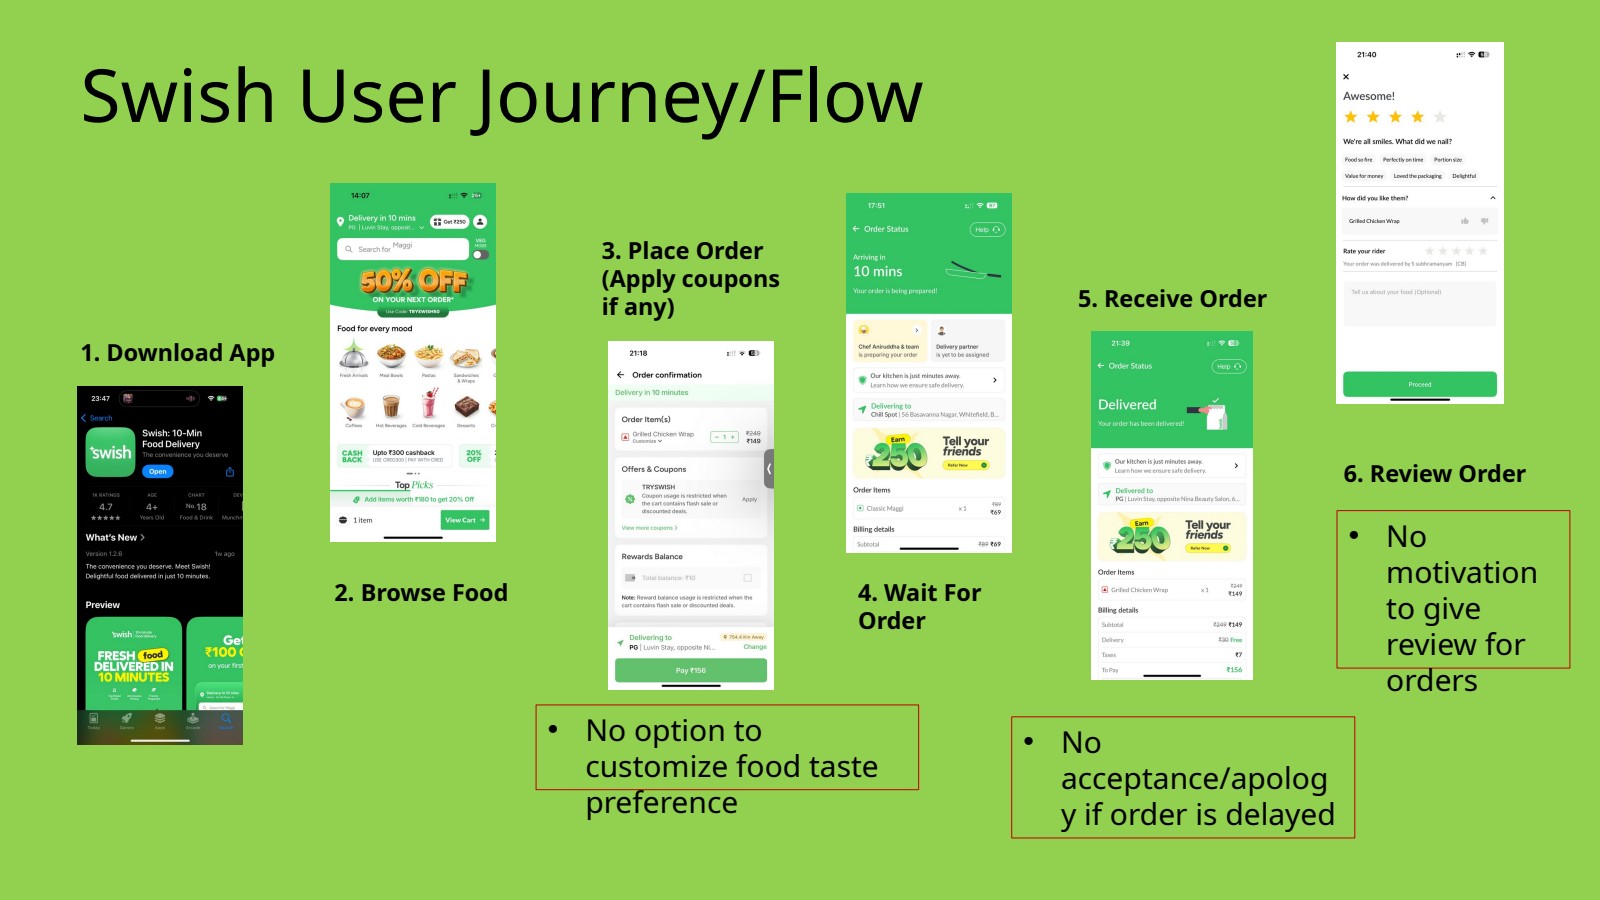 Swish User Journey/Flow
1. Download App
23:47
Search
swish
Swish: 10-Min
Food Delivery
The convenience you deserve
Open
1K RATINGS
AGE
CHART
4.7
4+
No. 18
★★★★★
Years Old
Food & Drink
What's New
Version 1.2.8
1w ago
The convenience you deserve. Meet Swish!
Delightful food delivered in just 10 minutes.
Preview
swish
FRESH food
DELIVERED IN
10 MINUTES
Get
₹100
on your first
Today
Games
Apps
Arcade
Search
14:07
Delivery in 10 mins
PG | Luvin Stay, opposit...
Get ₹250
Search for Maggi
VEG
MODE
50% OFF
ON YOUR NEXT ORDER*
Use Code: TRYSWISH50
Food for every mood
Fresh Arrivals
Meal Bowls
Pastas
Sandwiches
& Wraps
Coffees
Hot Beverages
Cold Beverages
Desserts
CASH
BACK
Upto ₹300 cashback
USE CRED300 | PAY WITH CRED
20%
OFF
Top Picks
Add items worth ₹180 to get 20% Off
1 item
View Cart
2. Browse Food
3. Place Order
(Apply coupons
if any)
21:18
Order confirmation
Delivery in 10 minutes
Order Item(s)
Grilled Chicken Wrap
Customize
− 1 +
₹249
₹149
Offers & Coupons
TRYSWISH
Coupon usage is restricted when
the cart contains flash sale or
discounted deals.
Apply
View more coupons
Rewards Balance
Total balance: ₹10
Note: Reward balance usage is restricted when the
cart contains flash sale or discounted deals.
Delivering to
754.4 Km Away
PG | Luvin Stay, opposite Ni...
Change
Pay ₹156
• No option to
customize food taste
preference
17:51
Order Status
Help
Arriving in
10 mins
Your order is being prepared!
Chef Aniruddha & team
is preparing your order
Delivery partner
is yet to be assigned
Our kitchen is just minutes away.
Learn how we ensure safe delivery.
Delivering to
Chill Spot | 56 Basavanna Nagar, Whitefield, B...
Earn
250
Tell your
friends
Refer Now
Order Items
Classic Maggi
x 1
₹89
₹69
Billing details
Subtotal
₹89 ₹69
4. Wait For
Order
5. Receive Order
21:39
Order Status
Help
Delivered
Your order has been delivered!
Our kitchen is just minutes away.
Learn how we ensure safe delivery.
Delivered to
PG | Luvin Stay, opposite Nina Beauty Salon, 6...
Earn
250
Tell your
friends
Refer Now
Order Items
Grilled Chicken Wrap
x 1
₹249
₹149
Billing details
Subtotal
₹249 ₹149
Delivery
₹30 Free
Taxes
₹7
To Pay
₹156
• No
acceptance/apolog
y if order is delayed
21:40
Awesome!
We're all smiles. What did we nail?
Food so fire
Perfectly on time
Portion size
Value for money
Loved the packaging
Delightful
How did you like them?
Grilled Chicken Wrap
Rate your rider
Your order was delivered by S subhramanyam (CB)
Tell us about your food (Optional)
Proceed
6. Review Order
• No
motivation
to give
review for
orders